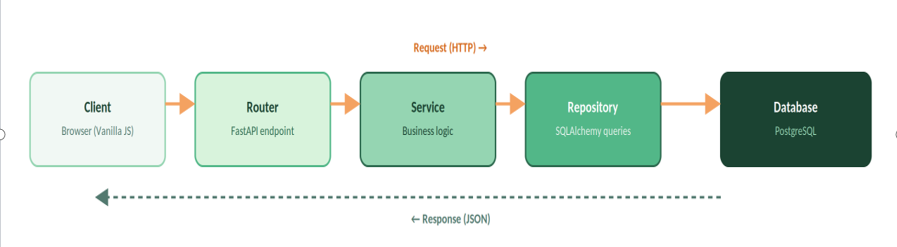 Request (HTTP) →
Client
Browser (Vanilla JS)
Router
FastAPI endpoint
Service
Business logic
Repository
SQLAlchemy queries
Database
PostgreSQL
← Response (JSON)